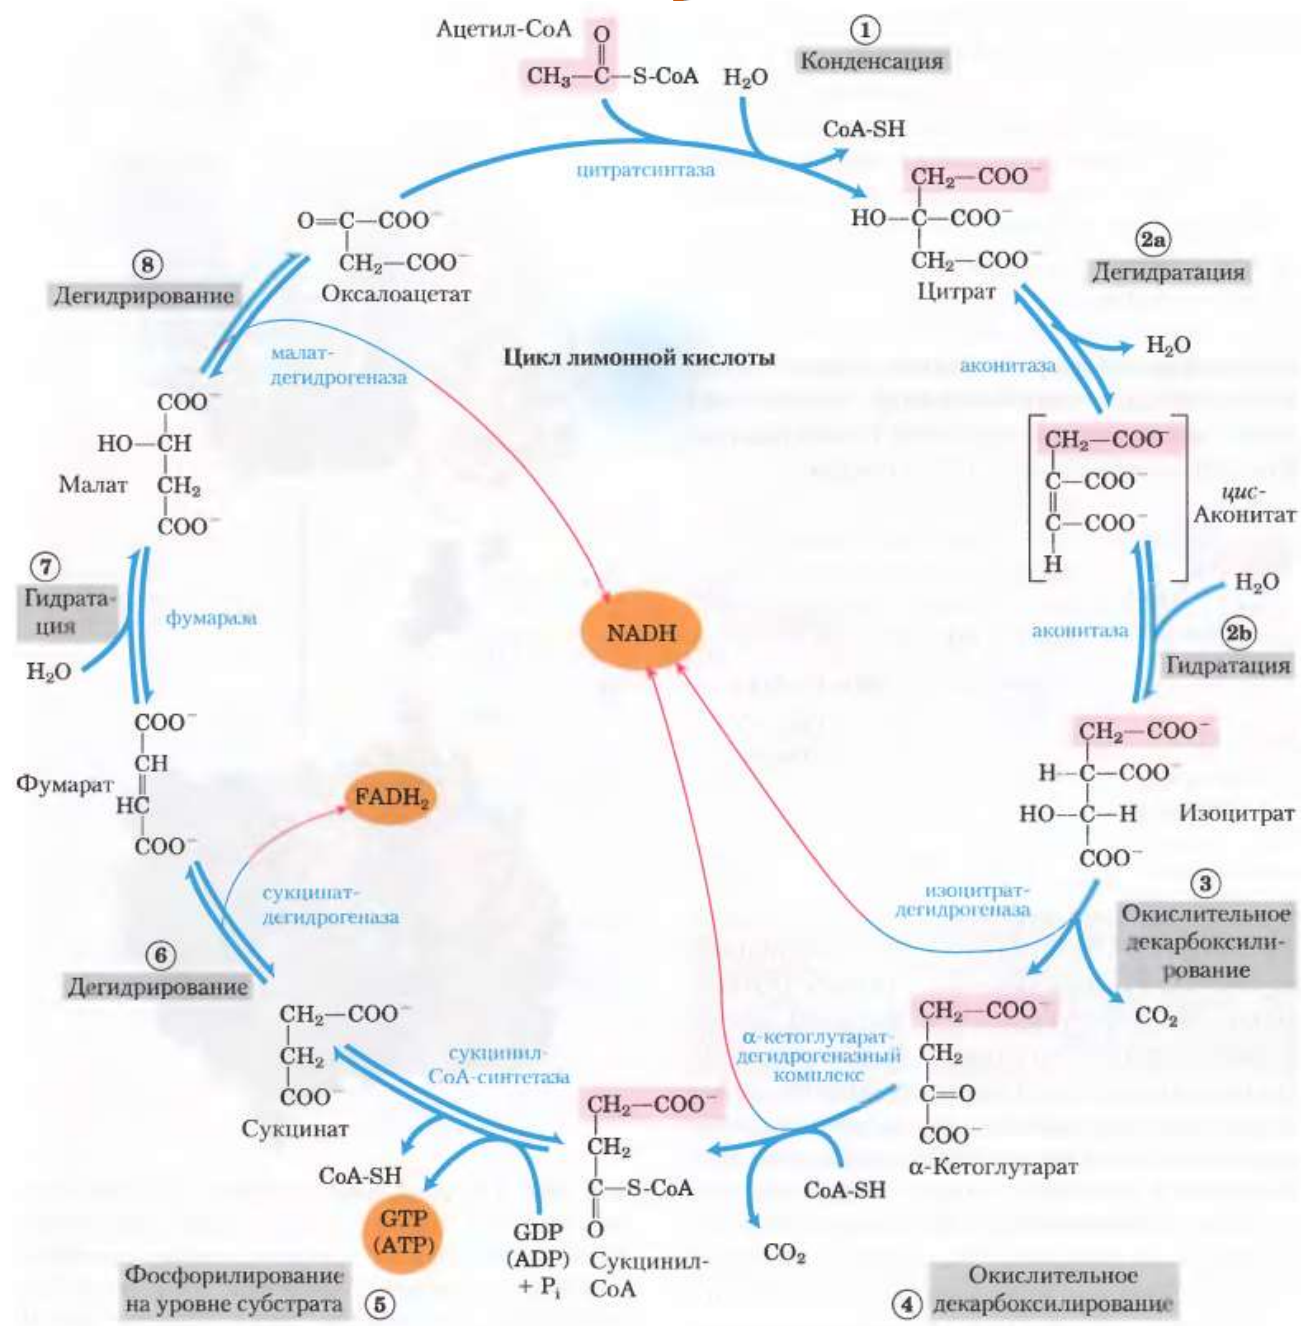 Ацетил-CoA
O
CH₃—C—S-CoA
H₂O
1
Конденсация
CoA-SH
цитратсинтаза
CH₂—COO⁻
HO—C—COO⁻
CH₂—COO⁻
Цитрат
2a
Дегидратация
H₂O
аконитаза
CH₂—COO⁻
C—COO⁻
C—COO⁻
H
цис-
Аконитат
H₂O
аконитаза
2b
Гидратация
CH₂—COO⁻
H—C—COO⁻
HO—C—H
COO⁻
Изоцитрат
изоцитрат-
дегидрогеназа
3
Окислительное
декарбоксили-
рование
CO₂
CH₂—COO⁻
CH₂
C=O
COO⁻
α-Кетоглутарат
α-кетоглутарат-
дегидрогеназный
комплекс
CoA-SH
CO₂
4
Окислительное
декарбоксилирование
CH₂—COO⁻
CH₂
C—S-CoA
O
Сукцинил-
CoA
сукцинил-
CoA-синтетаза
GDP
(ADP)
+ Pᵢ
GTP
(ATP)
CoA-SH
Фосфорилирование
на уровне субстрата
5
CH₂—COO⁻
CH₂
COO⁻
Сукцинат
6
Дегидрирование
сукцинат-
дегидрогеназа
FADH₂
COO⁻
CH
HC
COO⁻
Фумарат
7
Гидрата-
ция
H₂O
фумараза
COO⁻
HO—CH
CH₂
COO⁻
Малат
8
Дегидрирование
малат-
дегидрогеназа
NADH
O=C—COO⁻
CH₂—COO⁻
Оксалоацетат
Цикл лимонной кислоты